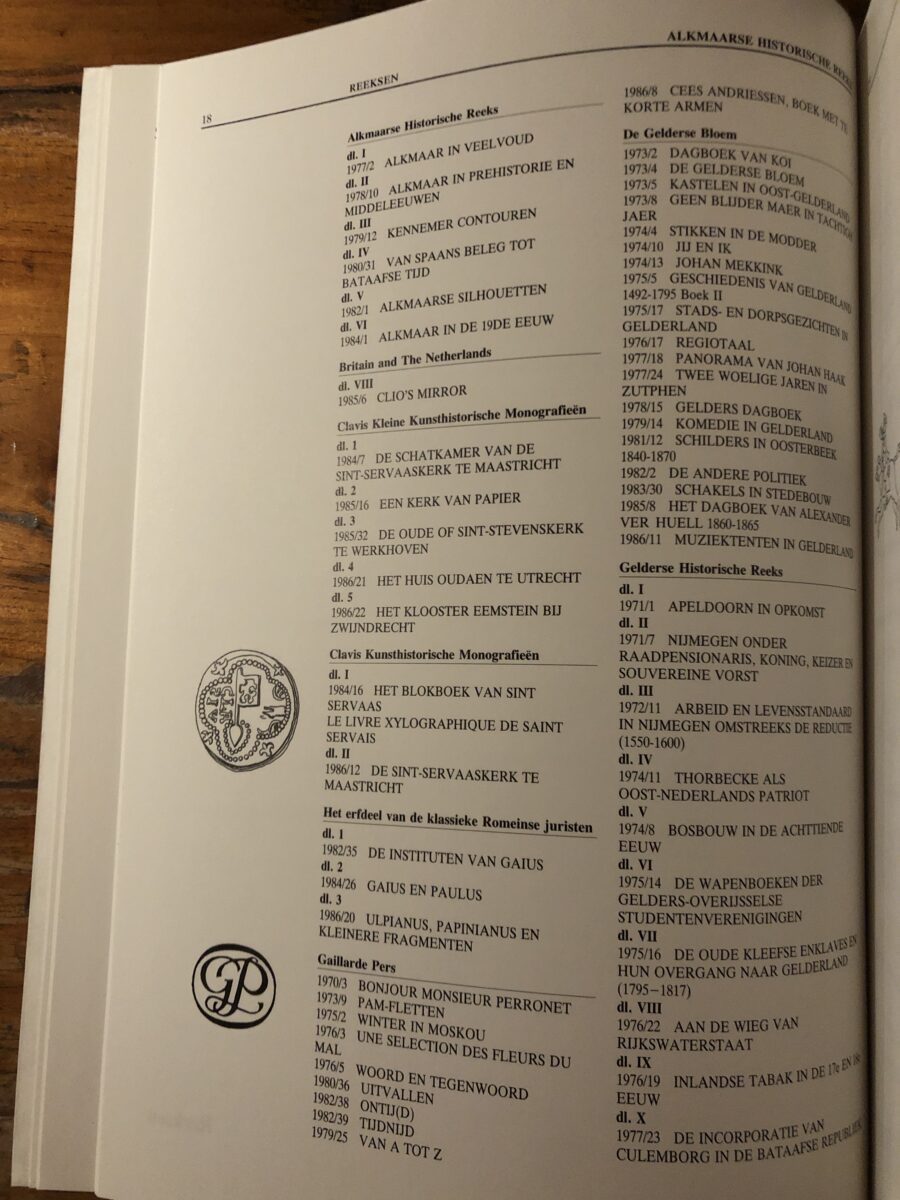 18
REEKSEN
ALKMAARSE HISTORISCHE REEKS
Alkmaarse Historische Reeks
dl. I
1977/2 ALKMAAR IN VEELVOUD
dl. II
1978/10 ALKMAAR IN PREHISTORIE EN
MIDDELEEUWEN
dl. III
1979/12 KENNEMER CONTOUREN
dl. IV
1980/31 VAN SPAANS BELEG TOT
BATAAFSE TIJD
dl. V
1982/1 ALKMAARSE SILHOUETTEN
dl. VI
1984/1 ALKMAAR IN DE 19DE EEUW
Britain and The Netherlands
dl. VIII
1985/6 CLIO'S MIRROR
Clavis Kleine Kunsthistorische Monografieën
dl. 1
1984/7 DE SCHATKAMER VAN DE
SINT-SERVAASKERK TE MAASTRICHT
dl. 2
1985/16 EEN KERK VAN PAPIER
dl. 3
1985/32 DE OUDE OF SINT-STEVENSKERK
TE WERKHOVEN
dl. 4
1986/21 HET HUIS OUDAEN TE UTRECHT
dl. 5
1986/22 HET KLOOSTER EEMSTEIN BIJ
ZWIJNDRECHT
Clavis Kunsthistorische Monografieën
dl. I
1984/16 HET BLOKBOEK VAN SINT
SERVAAS
LE LIVRE XYLOGRAPHIQUE DE SAINT
SERVAIS
dl. II
1986/12 DE SINT-SERVAASKERK TE
MAASTRICHT
Het erfdeel van de klassieke Romeinse juristen
dl. 1
1982/35 DE INSTITUTEN VAN GAIUS
dl. 2
1984/26 GAIUS EN PAULUS
dl. 3
1986/20 ULPIANUS, PAPINIANUS EN
KLEINERE FRAGMENTEN
GP
Gaillarde Pers
1970/3 BONJOUR MONSIEUR PERRONET
1973/9 PAM-FLETTEN
1975/2 WINTER IN MOSKOU
1976/3 UNE SELECTION DES FLEURS DU
MAL
1976/5 WOORD EN TEGENWOORD
1980/36 UITVALLEN
1982/38 ONTIJ(D)
1982/39 TIJDNIJD
1979/25 VAN A TOT Z
1986/8 CEES ANDRIESSEN, BOEK MET TE
KORTE ARMEN
De Gelderse Bloem
1973/2 DAGBOEK VAN KOI
1973/4 DE GELDERSE BLOEM
1973/5 KASTELEN IN OOST-GELDERLAND
1973/8 GEEN BLIJDER MAER IN TACHTIGH
JAER
1974/4 STIKKEN IN DE MODDER
1974/10 JIJ EN IK
1974/13 JOHAN MEKKINK
1975/5 GESCHIEDENIS VAN GELDERLAND
1492-1795 Boek II
1975/17 STADS- EN DORPSGEZICHTEN IN
GELDERLAND
1976/17 REGIOTAAL
1977/18 PANORAMA VAN JOHAN HAAK
1977/24 TWEE WOELIGE JAREN IN
ZUTPHEN
1978/15 GELDERS DAGBOEK
1979/14 KOMEDIE IN GELDERLAND
1981/12 SCHILDERS IN OOSTERBEEK
1840-1870
1982/2 DE ANDERE POLITIEK
1983/30 SCHAKELS IN STEDEBOUW
1985/8 HET DAGBOEK VAN ALEXANDER
VER HUELL 1860-1865
1986/11 MUZIEKTENTEN IN GELDERLAND
Gelderse Historische Reeks
dl. I
1971/1 APELDOORN IN OPKOMST
dl. II
1971/7 NIJMEGEN ONDER
RAADPENSIONARIS, KONING, KEIZER EN
SOUVEREINE VORST
dl. III
1972/11 ARBEID EN LEVENSSTANDAARD
IN NIJMEGEN OMSTREEKS DE REDUCTIE
(1550-1600)
dl. IV
1974/11 THORBECKE ALS
OOST-NEDERLANDS PATRIOT
dl. V
1974/8 BOSBOUW IN DE ACHTTIENDE
EEUW
dl. VI
1975/14 DE WAPENBOEKEN DER
GELDERS-OVERIJSSELSE
STUDENTENVERENIGINGEN
dl. VII
1975/16 DE OUDE KLEEFSE ENKLAVES EN
HUN OVERGANG NAAR GELDERLAND
(1795–1817)
dl. VIII
1976/22 AAN DE WIEG VAN
RIJKSWATERSTAAT
dl. IX
1976/19 INLANDSE TABAK IN DE 17e EN 18e
EEUW
dl. X
1977/23 DE INCORPORATIE VAN
CULEMBORG IN DE BATAAFSE REPUBLIEK